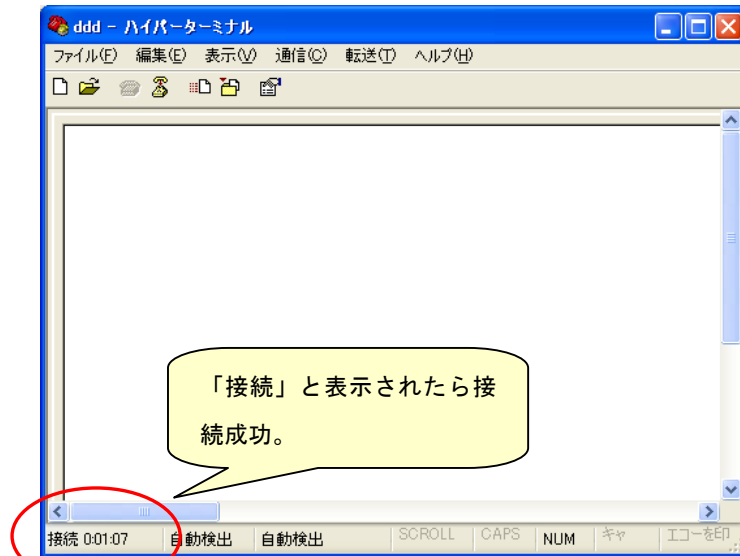 ddd - ハイパーターミナル
ファイル(F) 編集(E) 表示(V) 通信(C) 転送(T) ヘルプ(H)
「接続」と表示されたら接
続成功。
接続 0:01:07 自動検出 自動検出 SCROLL CAPS NUM キャ エコーを印